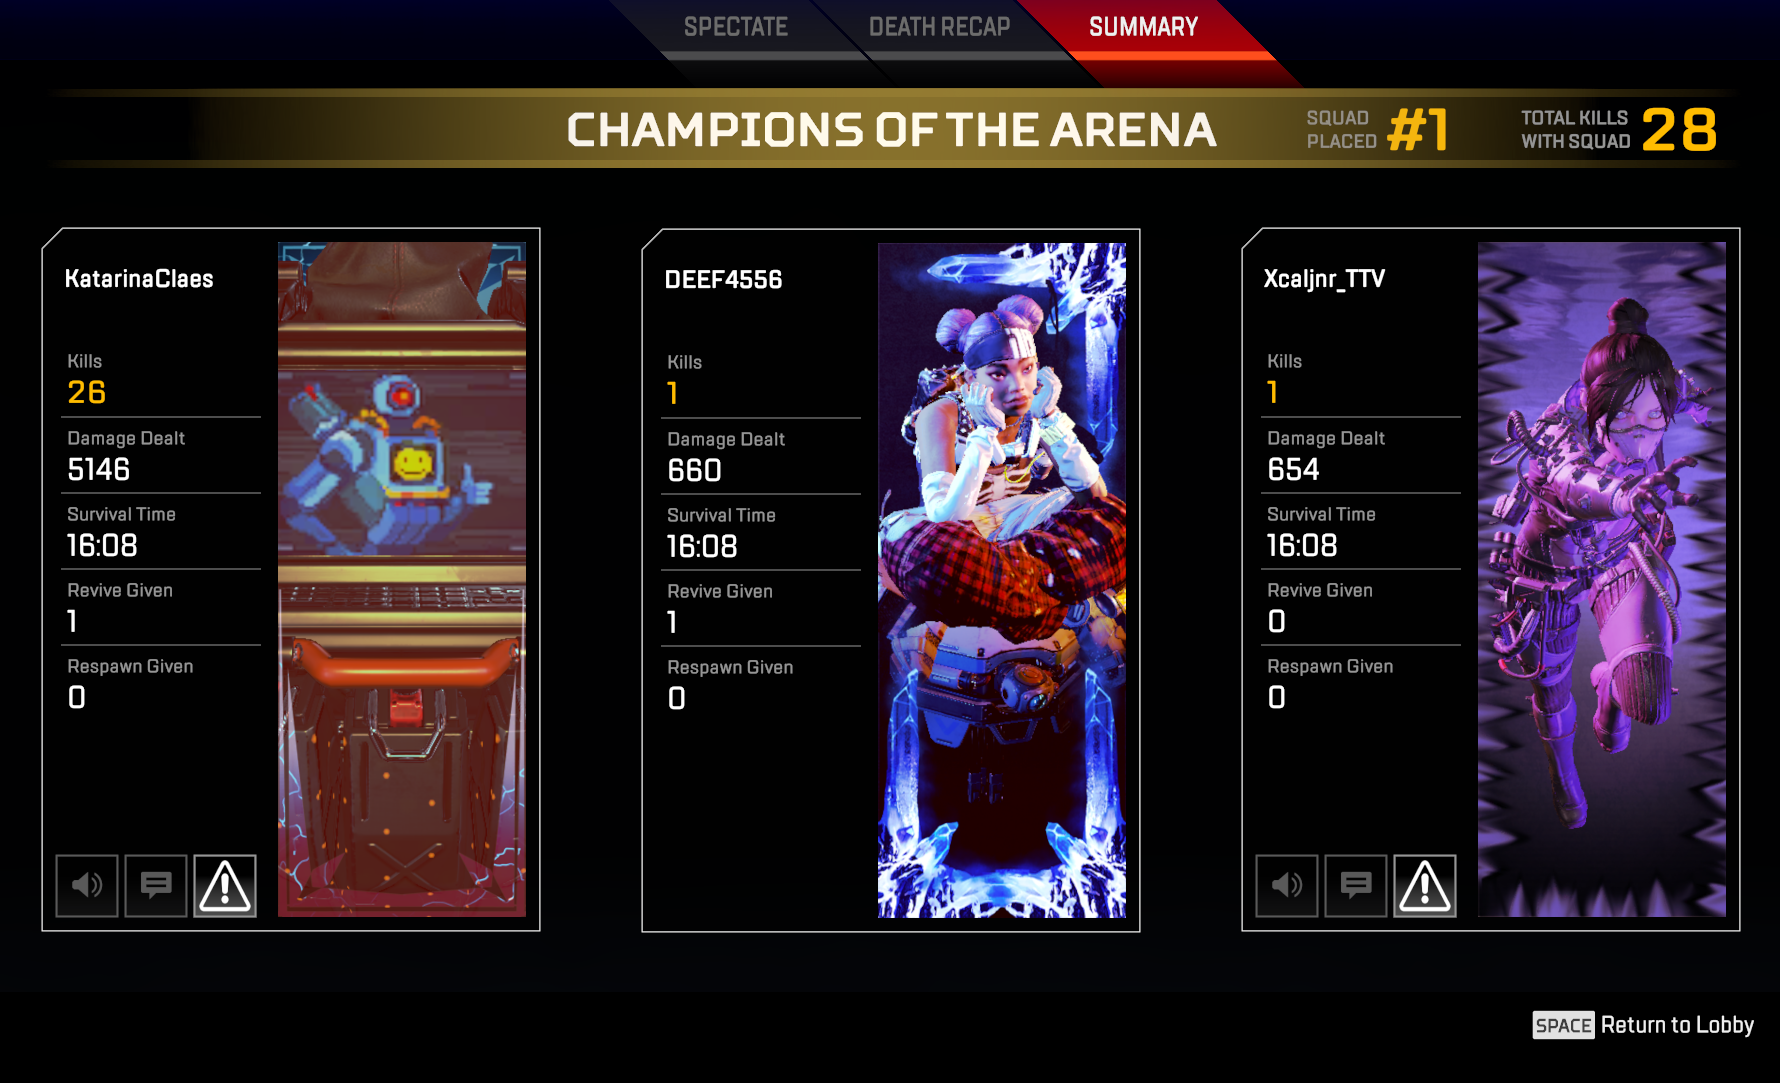 SPECTATE
DEATH RECAP
SUMMARY
CHAMPIONS OF THE ARENA
SQUAD
PLACED
#1
TOTAL KILLS
WITH SQUAD
28
KatarinaClaes
Kills
26
Damage Dealt
5146
Survival Time
16:08
Revive Given
1
Respawn Given
0
DEEF4556
Kills
1
Damage Dealt
660
Survival Time
16:08
Revive Given
1
Respawn Given
0
Xcaljnr_TTV
Kills
1
Damage Dealt
654
Survival Time
16:08
Revive Given
0
Respawn Given
0
SPACE Return to Lobby